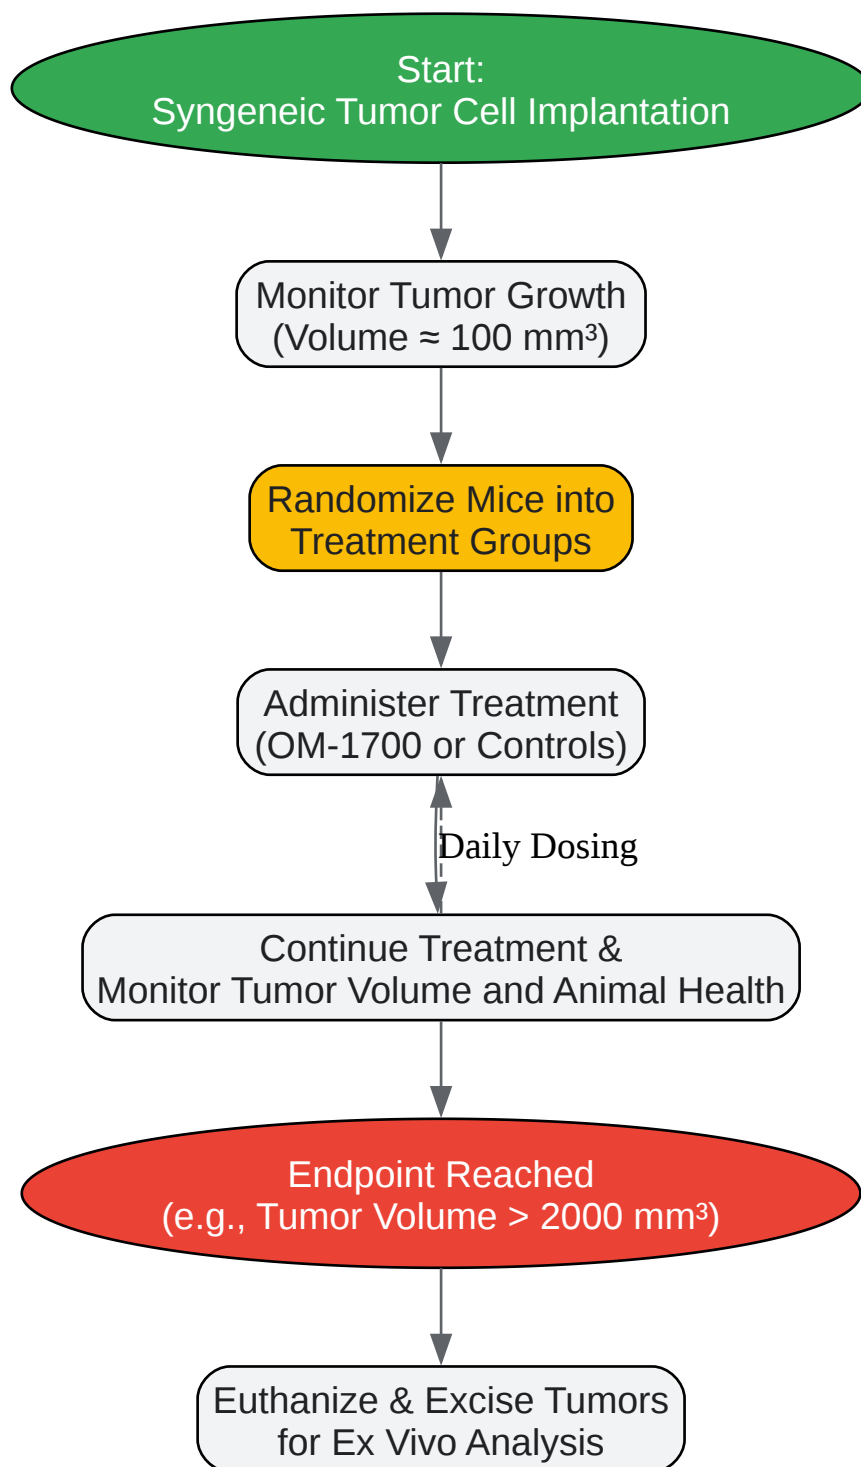 Start:
Syngeneic Tumor Cell Implantation
Monitor Tumor Growth
(Volume ≈ 100 mm³)
Randomize Mice into
Treatment Groups
Administer Treatment
(OM-1700 or Controls)
Daily Dosing
Continue Treatment &
Monitor Tumor Volume and Animal Health
Endpoint Reached
(e.g., Tumor Volume > 2000 mm³)
Euthanize & Excise Tumors
for Ex Vivo Analysis